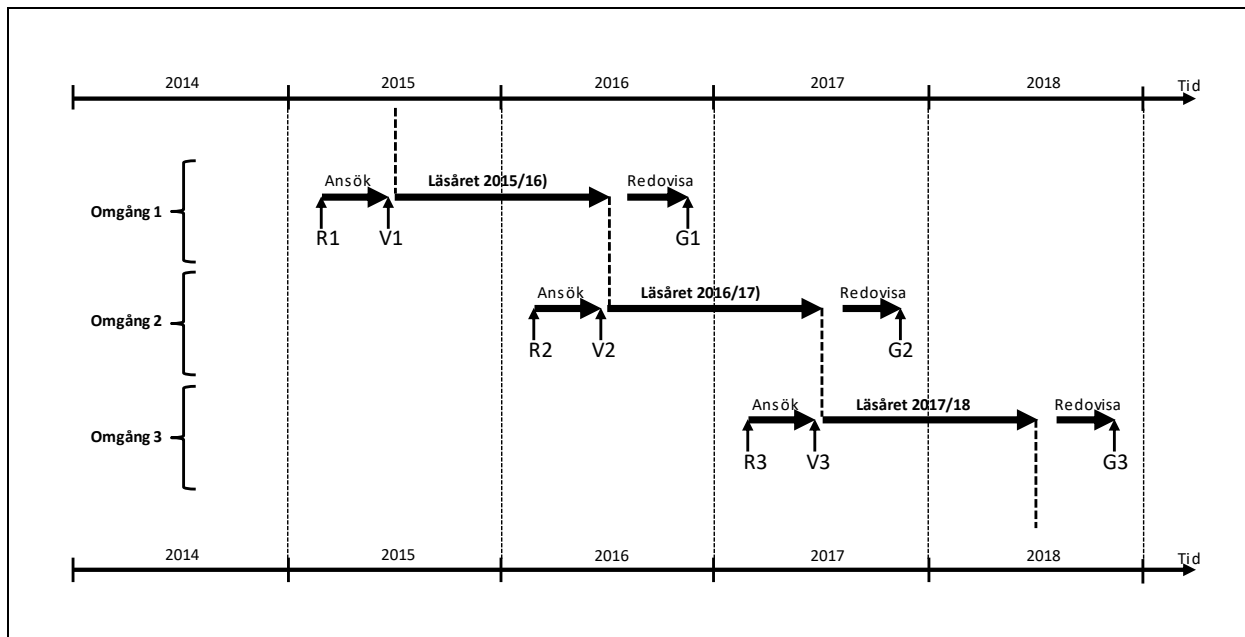 2014 2015 2016 2017 2018 Tid
Omgång 1
Ansök Läsåret 2015/16) Redovisa
R1 V1 G1
Omgång 2
Ansök Läsåret 2016/17) Redovisa
R2 V2 G2
Omgång 3
Ansök Läsåret 2017/18 Redovisa
R3 V3 G3
2014 2015 2016 2017 2018 Tid